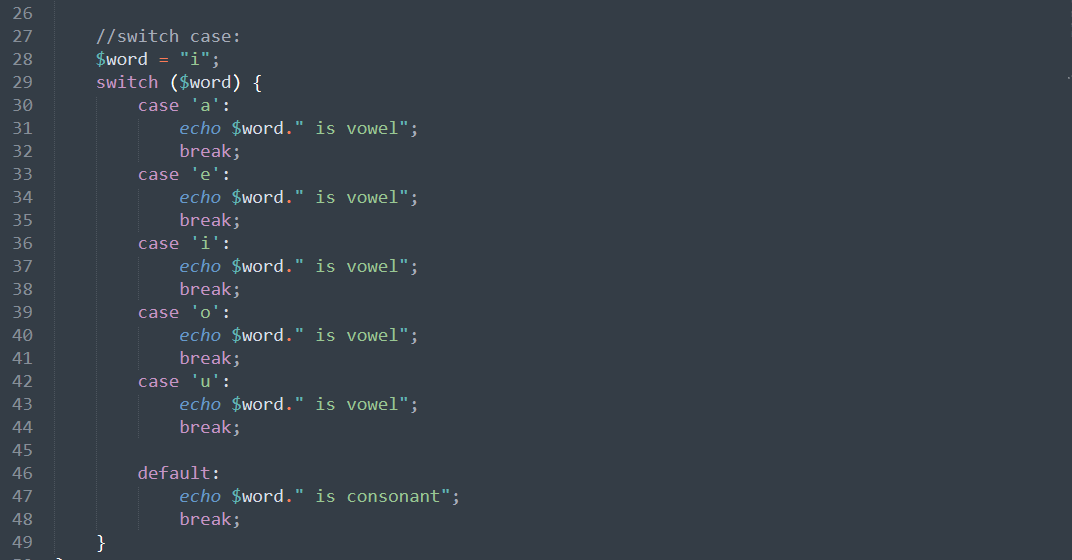 26
27    //switch case:
28    $word = "i";
29    switch ($word) {
30        case 'a':
31            echo $word." is vowel";
32            break;
33        case 'e':
34            echo $word." is vowel";
35            break;
36        case 'i':
37            echo $word." is vowel";
38            break;
39        case 'o':
40            echo $word." is vowel";
41            break;
42        case 'u':
43            echo $word." is vowel";
44            break;
45
46        default:
47            echo $word." is consonant";
48            break;
49    }